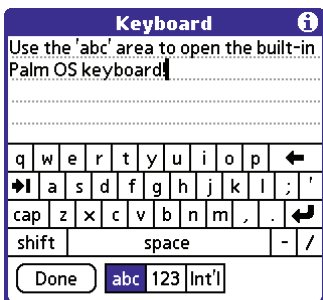 Keyboard i
Use the 'abc' area to open the built-in
Palm OS keyboard!
q w e r t y u i o p
a s d f g h j k l ; '
cap z x c v b n m , .
shift space - /
Done abc 123 Int'l